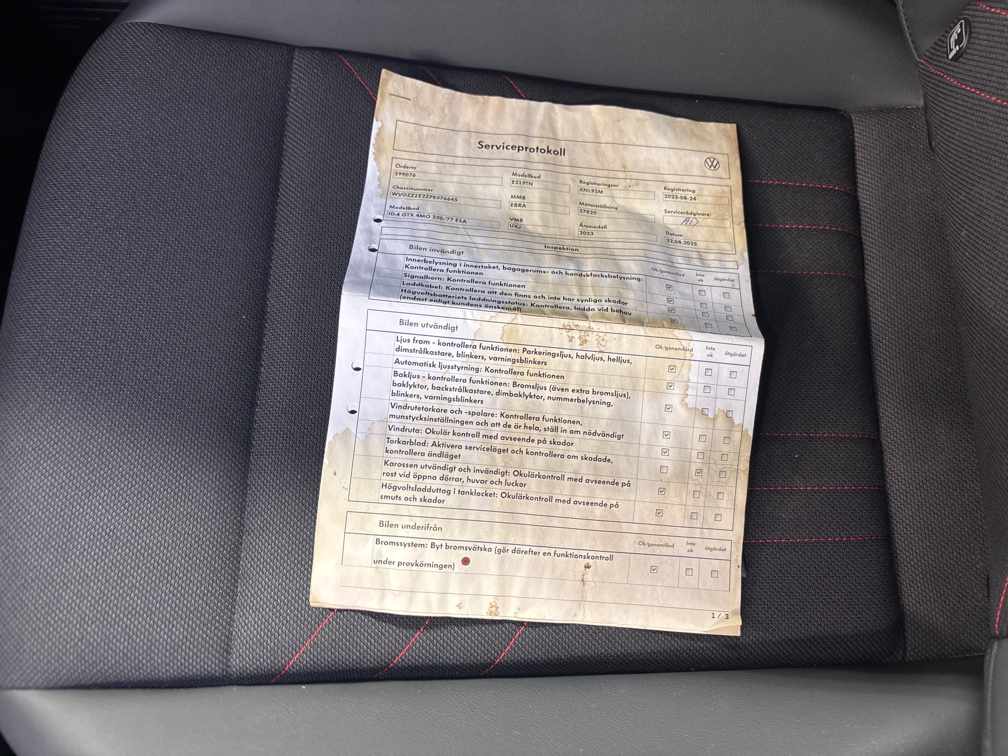 Serviceprotokoll
Ordernr Modellkod Registreringsnr Registrering
599076 E219TN XNL95M 2023-08-24
Chassinummer MMB Mätarställning Servicerådgivare
WVGZZZE2ZPE076645 EBRA 57820
Modellkod VMB Årsmodell Datum
ID.4 GTX 4MO 220/77 E1A UXJ 2023 22.08.2025
Inspektion
Bilen invändigt Ok/genomförd Inte ok åtgärdat
Innerbelysning i innertaket, bagagerums- och handskfacksbelysning:
Kontrollera funktionen
Signalhorn: Kontrollera funktionen
Laddkabel: Kontrollera att den finns och inte har synliga skador
Högvoltsbatteriets laddningsstatus: Kontrollera, ladda vid behov
(endast enligt kundens önskemål)
Bilen utvändigt Ok/genomförd Inte ok åtgärdat
Ljus fram - kontrollera funktionen: Parkeringsljus, halvljus, helljus,
dimstrålkastare, blinkers, varningsblinkers
Automatisk ljusstyrning: Kontrollera funktionen
Bakljus - kontrollera funktionen: Bromsljus (även extra bromsljus),
baklyktor, backstrålkastare, dimbaklyktor, nummerbelysning,
blinkers, varningsblinkers
Vindrutetorkare och -spolare: Kontrollera funktionen,
munstycksinställningen och att de är hela, ställ in om nödvändigt
Vindruta: Okulär kontroll med avseende på skador
Torkarblad: Aktivera serviceläget och kontrollera om skadade,
kontrollera ändläget
Karossen utvändigt och invändigt: Okulärkontroll med avseende på
rost vid öppna dörrar, huvar och luckor
Högvoltsladduttag i tanklocket: Okulärkontroll med avseende på
smuts och skador
Bilen underifrån Ok/genomförd Inte ok åtgärdat
Bromssystem: Byt bromsvätska (gör därefter en funktionskontroll
under provkörningen)
1 / 3